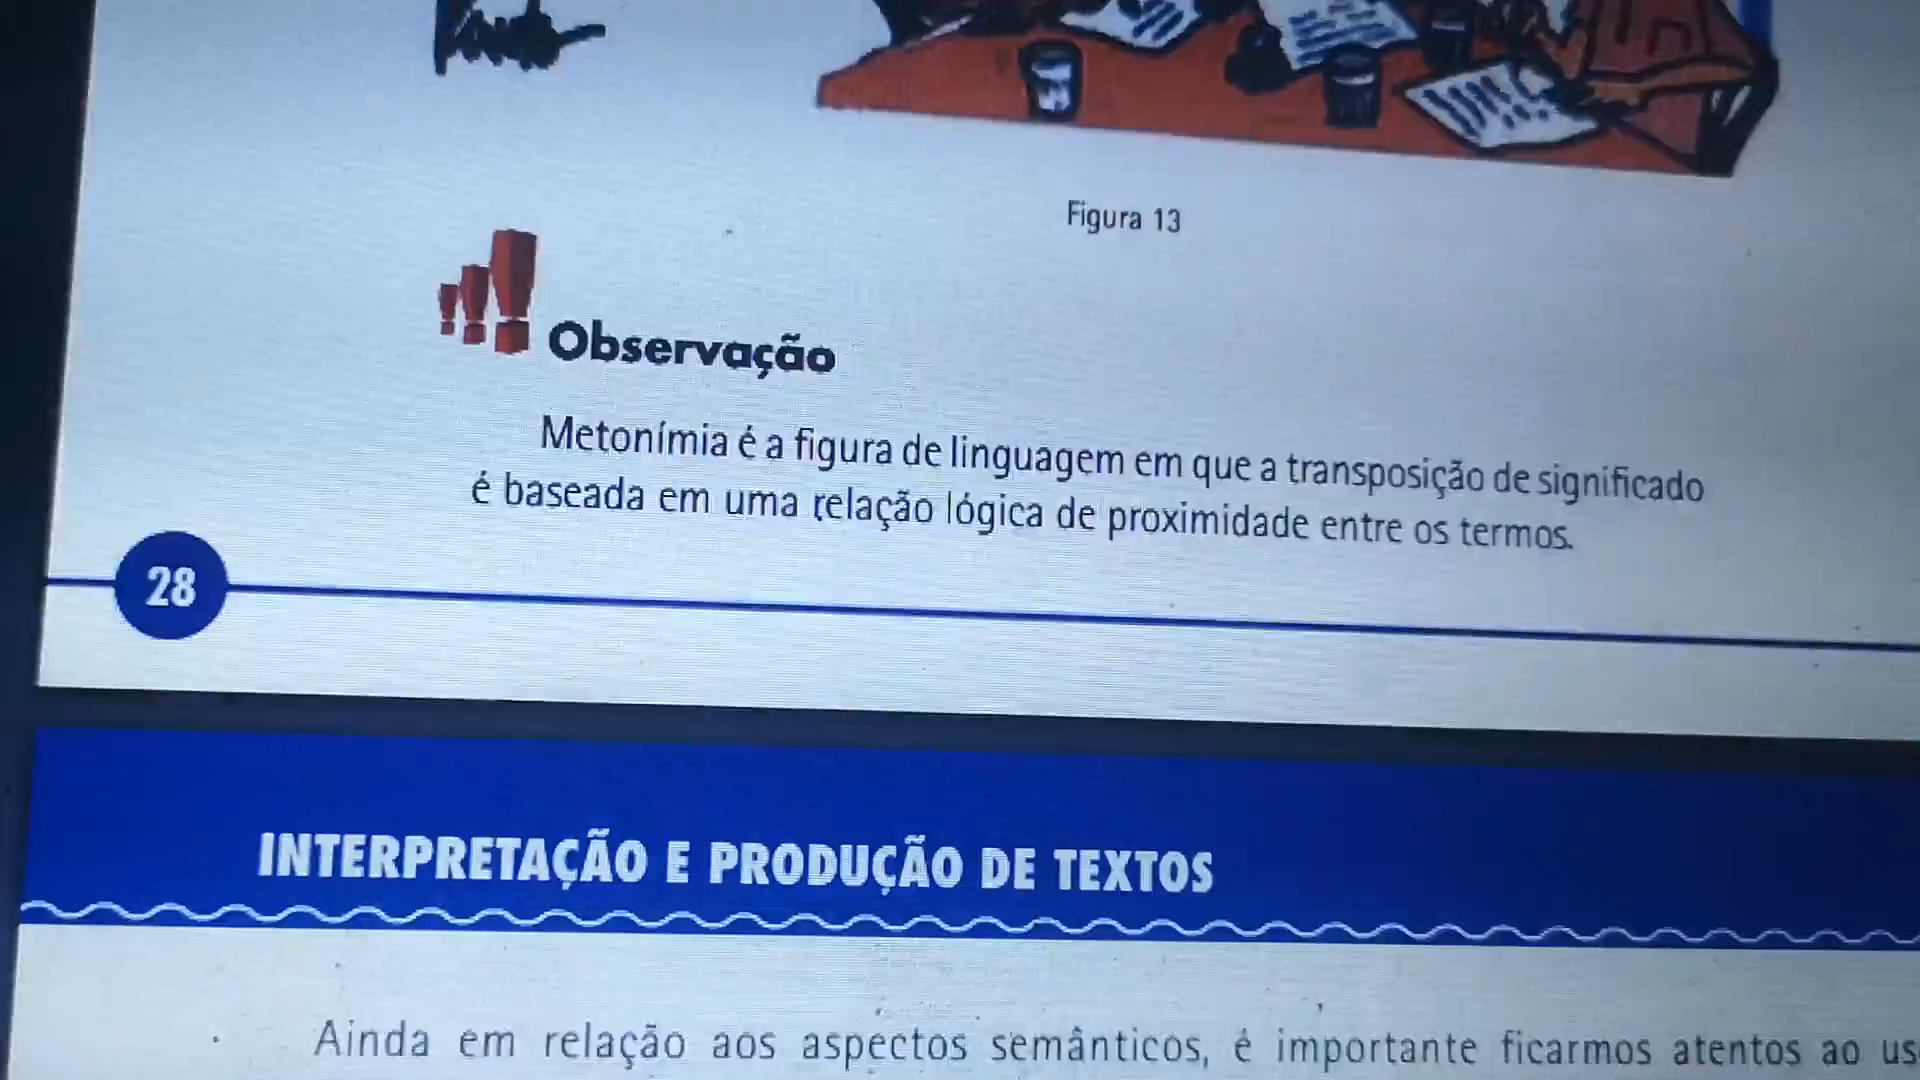 Figura 13
Observação
Metonímia é a figura de linguagem em que a transposição de significado
é baseada em uma relação lógica de proximidade entre os termos.
28
INTERPRETAÇÃO E PRODUÇÃO DE TEXTOS
Ainda em relação aos aspectos semânticos, é importante ficarmos atentos ao